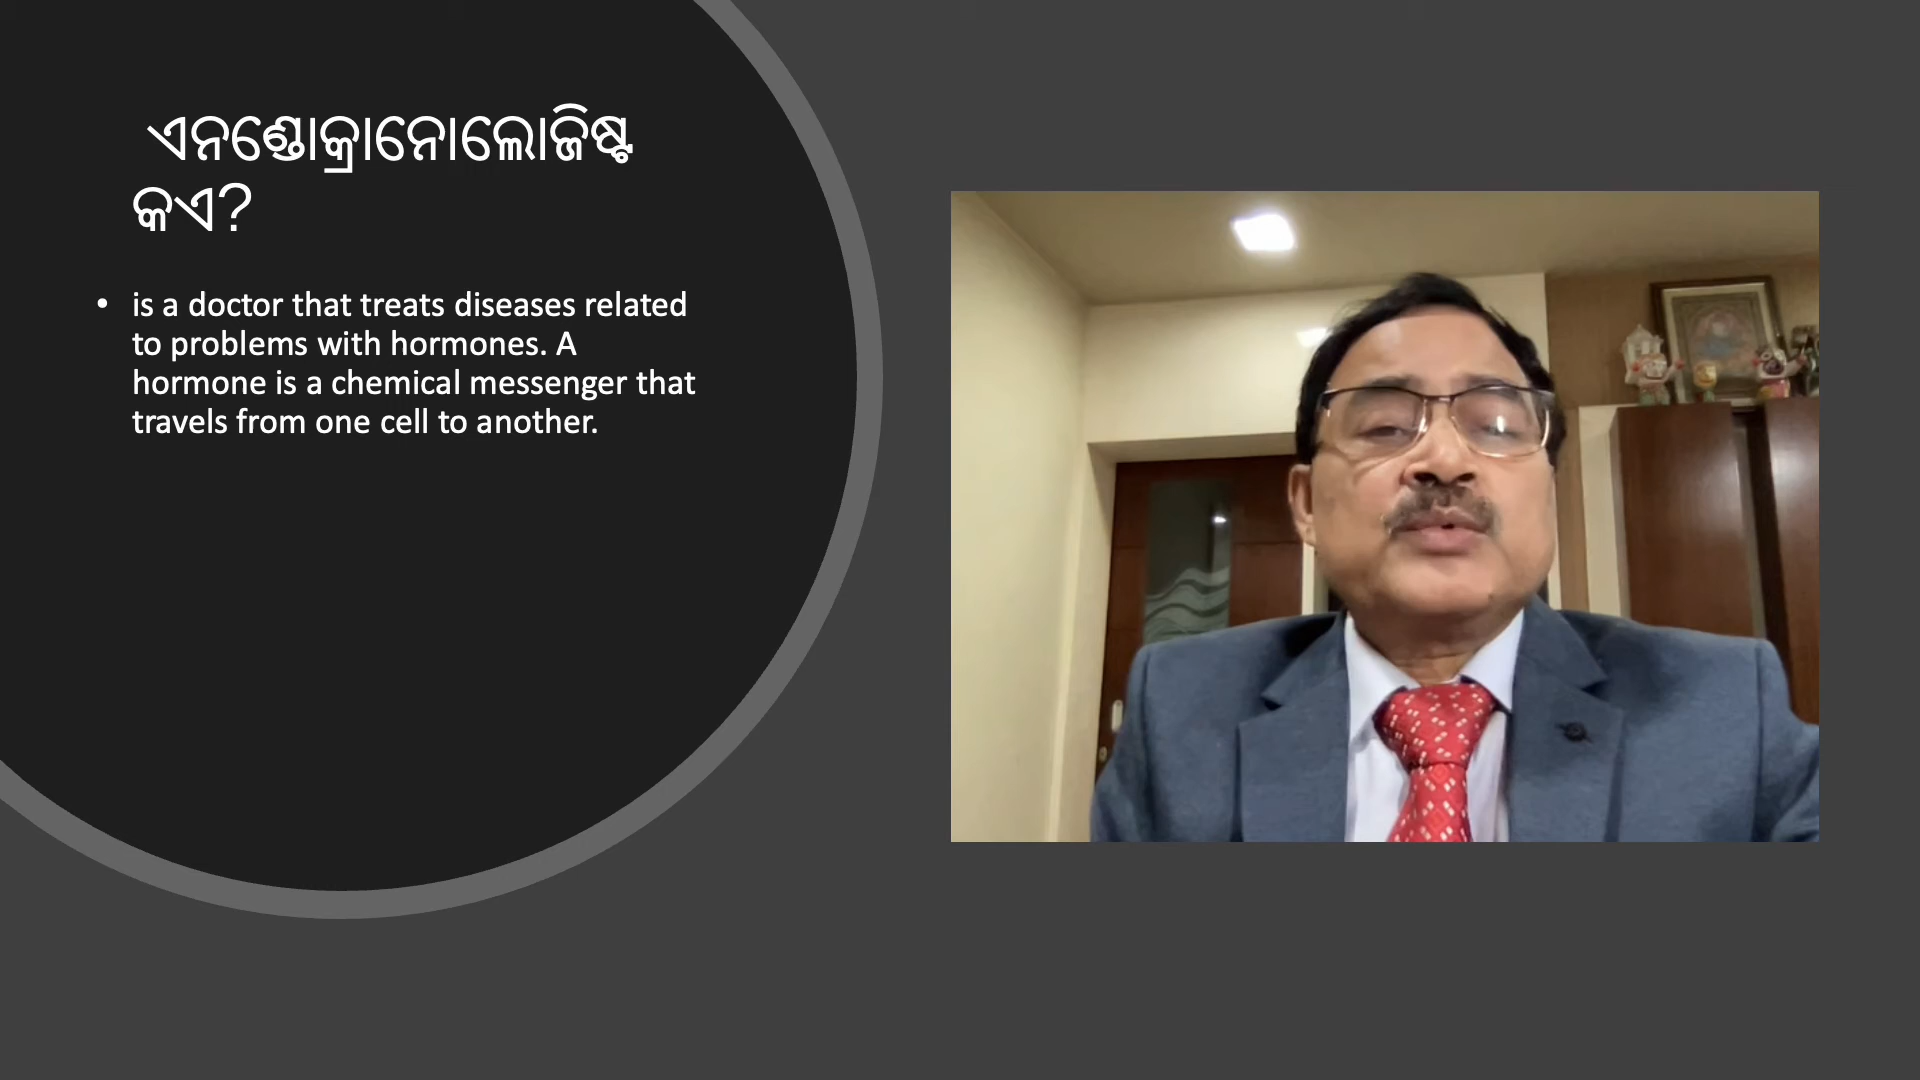 ଏନଣ୍ଡୋକ୍ରାନୋଲୋଜିଷ୍ଟ
କଏ?
• is a doctor that treats diseases related
to problems with hormones. A
hormone is a chemical messenger that
travels from one cell to another.